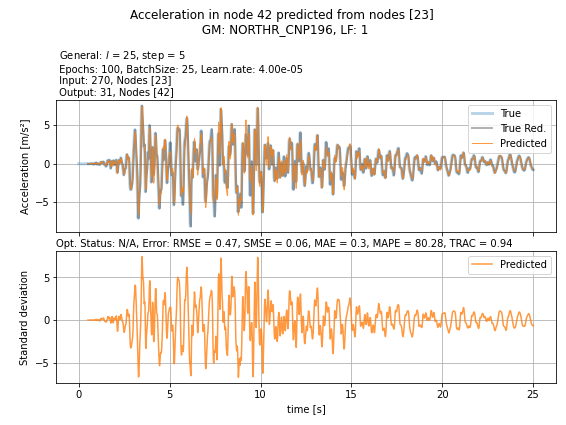 Acceleration in node 42 predicted from nodes [23]
GM: NORTHR_CNP196, LF: 1
General: l = 25, step = 5
Epochs: 100, BatchSize: 25, Learn.rate: 4.00e-05
Input: 270, Nodes [23]
Output: 31, Nodes [42]
True
True Red.
Predicted
Acceleration [m/s²]
5
0
−5
Opt. Status: N/A, Error: RMSE = 0.47, SMSE = 0.06, MAE = 0.3, MAPE = 80.28, TRAC = 0.94
Predicted
Standard deviation
5
0
−5
0 5 10 15 20 25
time [s]